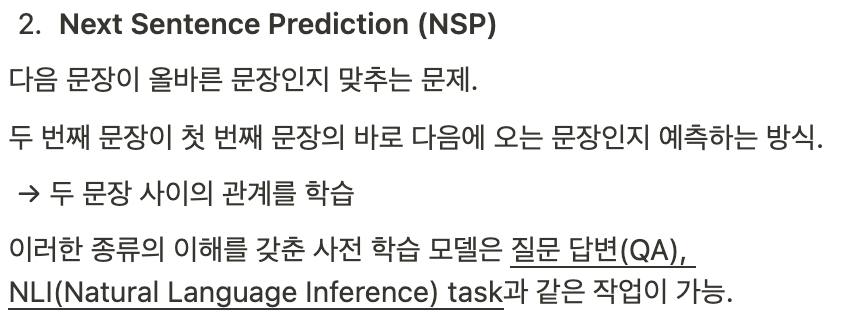 2. Next Sentence Prediction (NSP)
다음 문장이 올바른 문장인지 맞추는 문제.
두 번째 문장이 첫 번째 문장의 바로 다음에 오는 문장인지 예측하는 방식.
→ 두 문장 사이의 관계를 학습
이러한 종류의 이해를 갖춘 사전 학습 모델은 질문 답변(QA),
NLI(Natural Language Inference) task과 같은 작업이 가능.